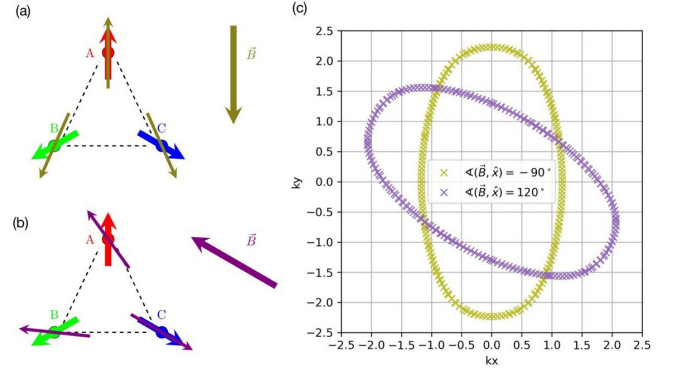 (a)
A
B
C
B⃗
(b)
A
B
C
B⃗
(c)
2.5
2.0
1.5
1.0
0.5
0.0
−0.5
−1.0
−1.5
−2.0
−2.5
ky
∢(B⃗, x̂) = −90°
∢(B⃗, x̂) = 120°
−2.5 −2.0 −1.5 −1.0 −0.5 0.0 0.5 1.0 1.5 2.0 2.5
kx